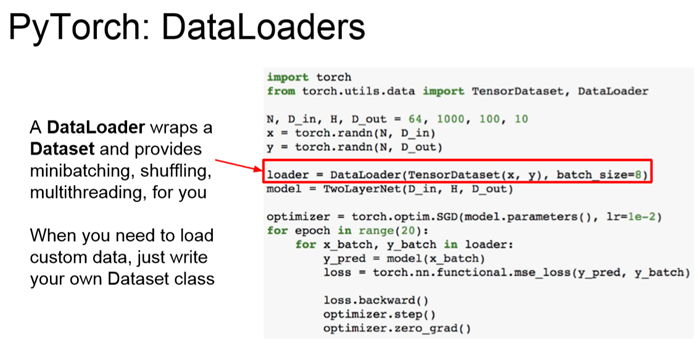 PyTorch: DataLoaders
A DataLoader wraps a
Dataset and provides
minibatching, shuffling,
multithreading, for you
When you need to load
custom data, just write
your own Dataset class
import torch
from torch.utils.data import TensorDataset, DataLoader
N, D_in, H, D_out = 64, 1000, 100, 10
x = torch.randn(N, D_in)
y = torch.randn(N, D_out)
loader = DataLoader(TensorDataset(x, y), batch_size=8)
model = TwoLayerNet(D_in, H, D_out)
optimizer = torch.optim.SGD(model.parameters(), lr=1e-2)
for epoch in range(20):
    for x_batch, y_batch in loader:
        y_pred = model(x_batch)
        loss = torch.nn.functional.mse_loss(y_pred, y_batch)
        loss.backward()
        optimizer.step()
        optimizer.zero_grad()